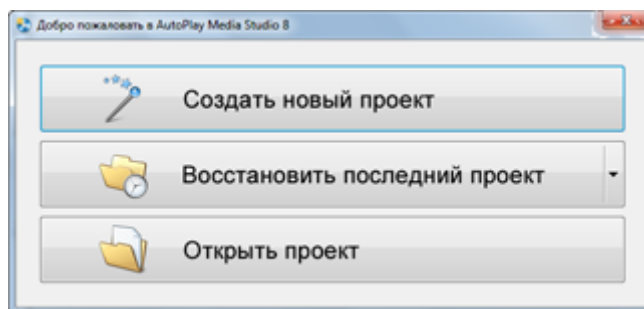 Добро пожаловать в AutoPlay Media Studio 8
Создать новый проект
Восстановить последний проект
Открыть проект